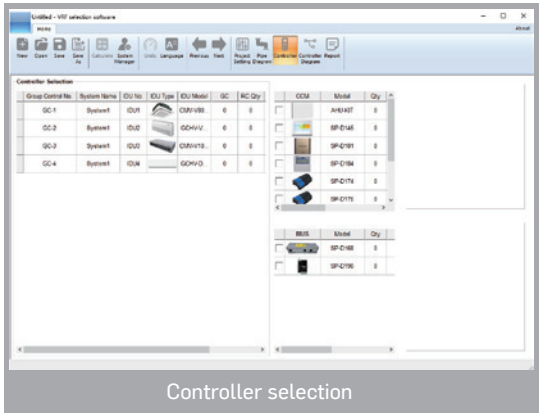 Untitled - VRF selection software
HOME
About
New Open Save Save As Calculate System Manager Undo Language Previous Next Project Setting Pipe Diagram Controller Controller Diagram Report
Controller Selection
Group Control No. System Name IDU No IDU Type IDU Model GC RC Qty
GC-1 System1 IDU1 0 0
GC-2 System1 IDU2 GCHV-V... 0 0
GC-3 System1 IDU3 0 0
GC-4 System1 IDU4 GCHV-D... 0 0
CCM Model Qty
AHU-KIT 0
SP-D145 0
SP-D181 0
SP-D184 0
SP-D174 0
SP-D175 0
BMS Model Qty
SP-D168 0
SP-D190 0
Controller selection